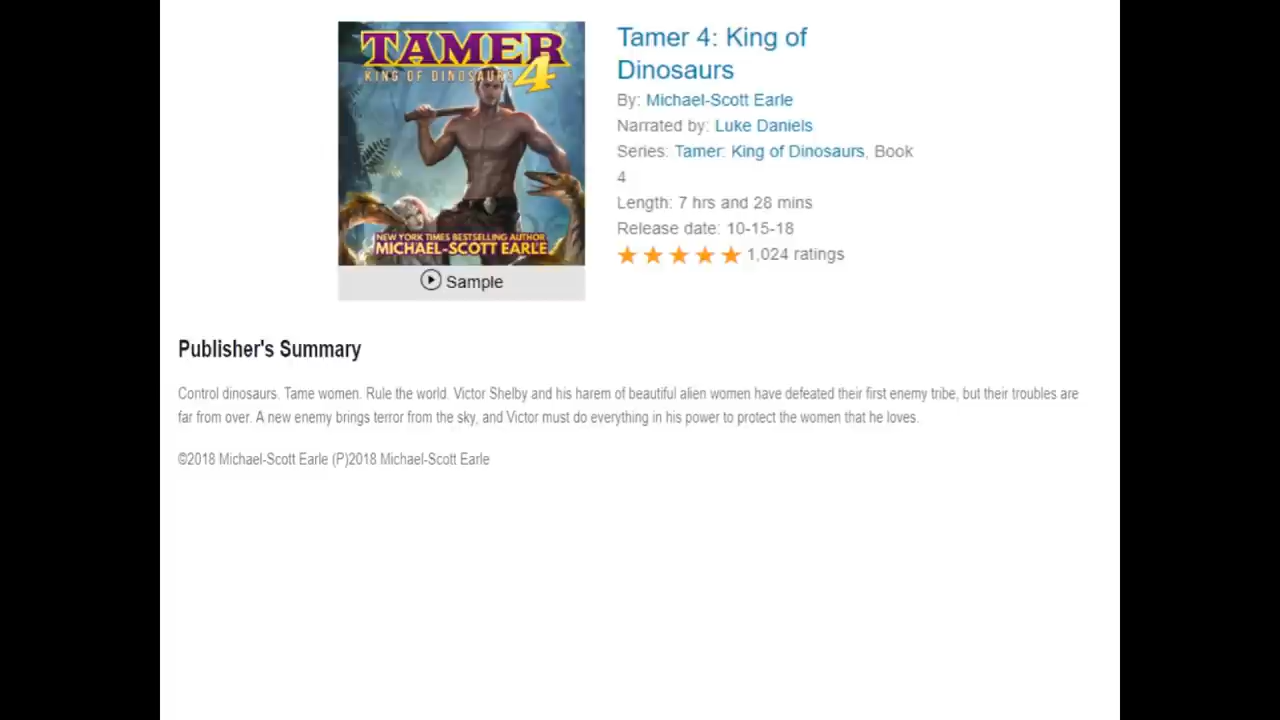 TAMER
KING OF DINOSAURS 4
NEW YORK TIMES BESTSELLING AUTHOR
MICHAEL-SCOTT EARLE
Sample
Tamer 4: King of
Dinosaurs
By: Michael-Scott Earle
Narrated by: Luke Daniels
Series: Tamer: King of Dinosaurs, Book
4
Length: 7 hrs and 28 mins
Release date: 10-15-18
1,024 ratings
Publisher's Summary
Control dinosaurs. Tame women. Rule the world. Victor Shelby and his harem of beautiful alien women have defeated their first enemy tribe, but their troubles are
far from over. A new enemy brings terror from the sky, and Victor must do everything in his power to protect the women that he loves.
©2018 Michael-Scott Earle (P)2018 Michael-Scott Earle